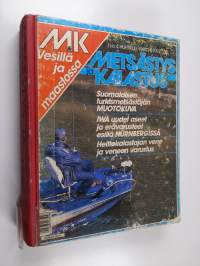 MK
Vesillä ja
maastossa
METSÄSTYS
JA KALASTUS
Suomalaisen
turkismetsästäjän
MUOTOKUVA
IWA uudet aseet
ja erävarusteet
esillä NÜRNBERGISSÄ
Heittokalastajan vene
ja veneen varustus